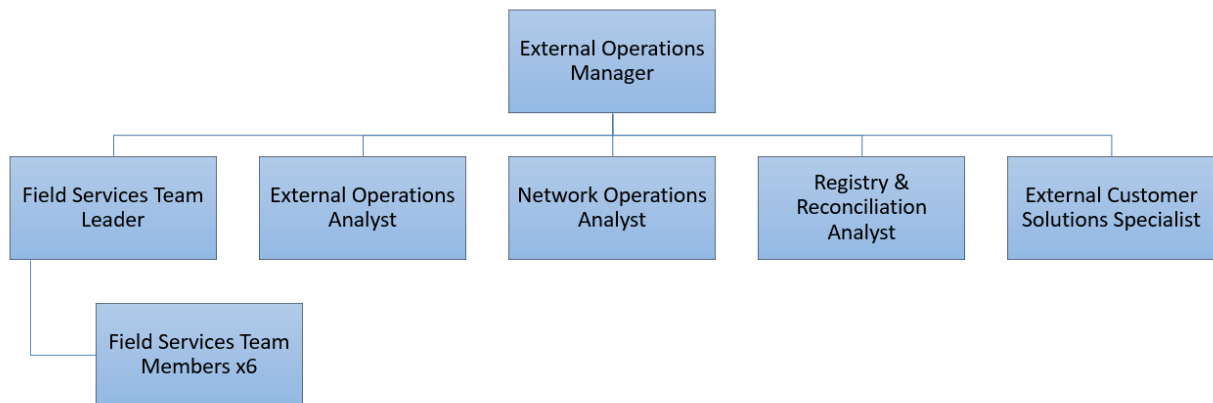 External Operations
Manager
Field Services Team
Leader
External Operations
Analyst
Network Operations
Analyst
Registry &
Reconciliation
Analyst
External Customer
Solutions Specialist
Field Services Team
Members x6